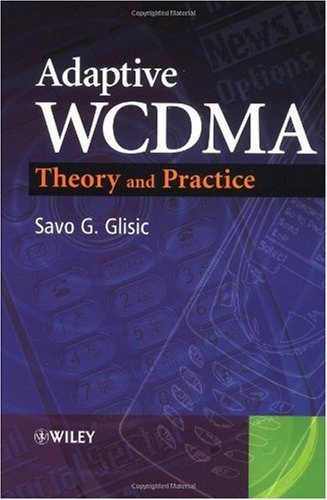 Adaptive
WCDMA
Theory and Practice
Savo G. Glisic
WILEY